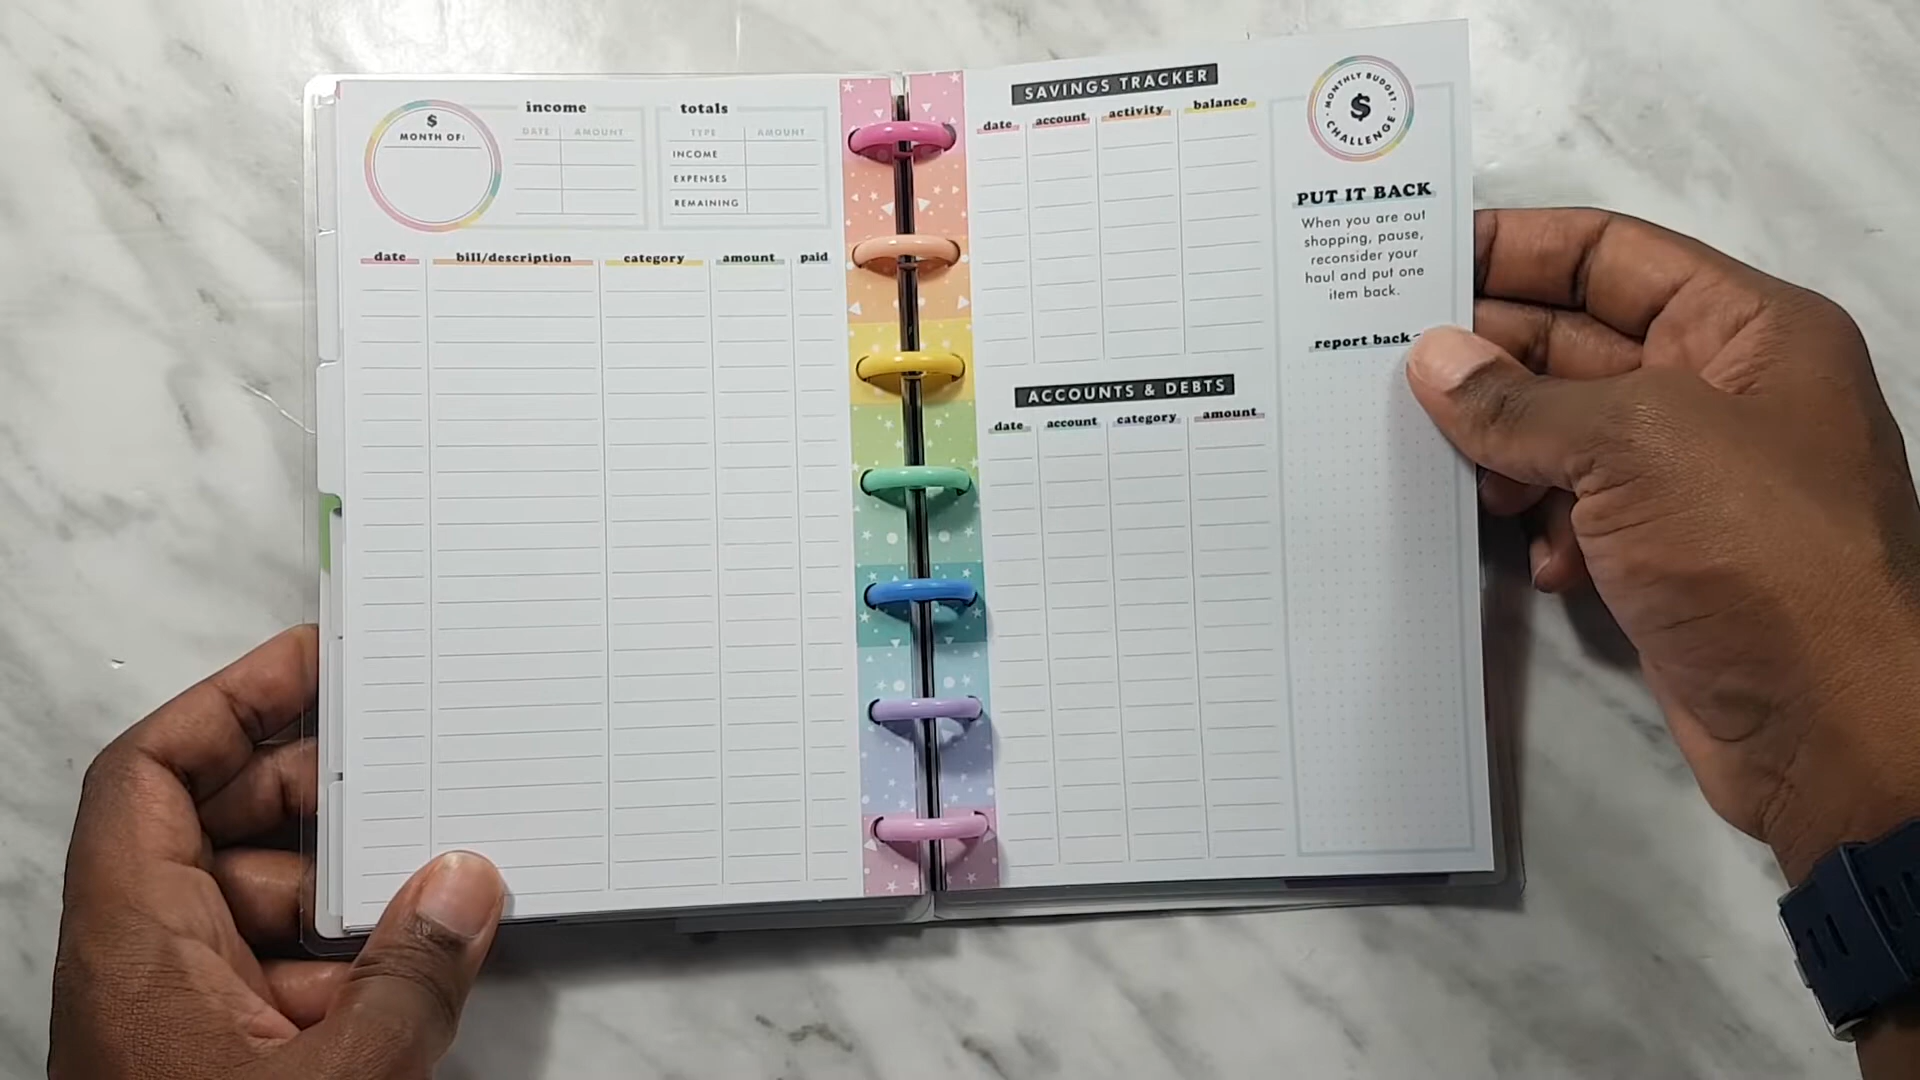 $
MONTH OF:
income
DATE AMOUNT
totals
TYPE AMOUNT
INCOME
EXPENSES
REMAINING
date bill/description category amount paid
SAVINGS TRACKER
date account activity balance
ACCOUNTS & DEBTS
date account category amount
MONTHLY BUDGET
$
CHALLENGE
PUT IT BACK
When you are out
shopping, pause,
reconsider your
haul and put one
item back.
report back